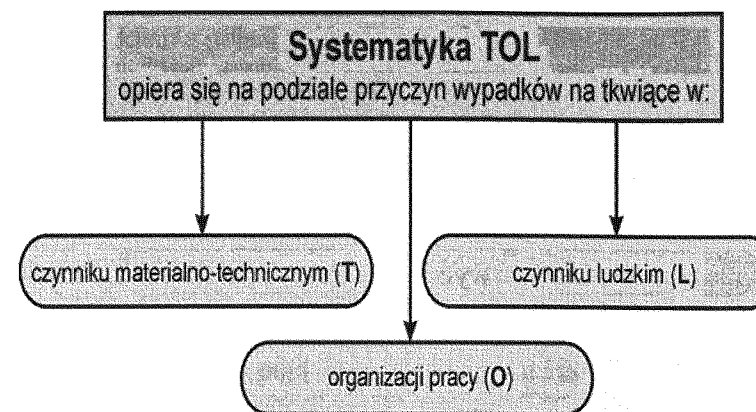 Systematyka TOL
opiera się na podziale przyczyn wypadków na tkwiące w:
czynniku materialno-technicznym (T)
czynniku ludzkim (L)
organizacji pracy (O)